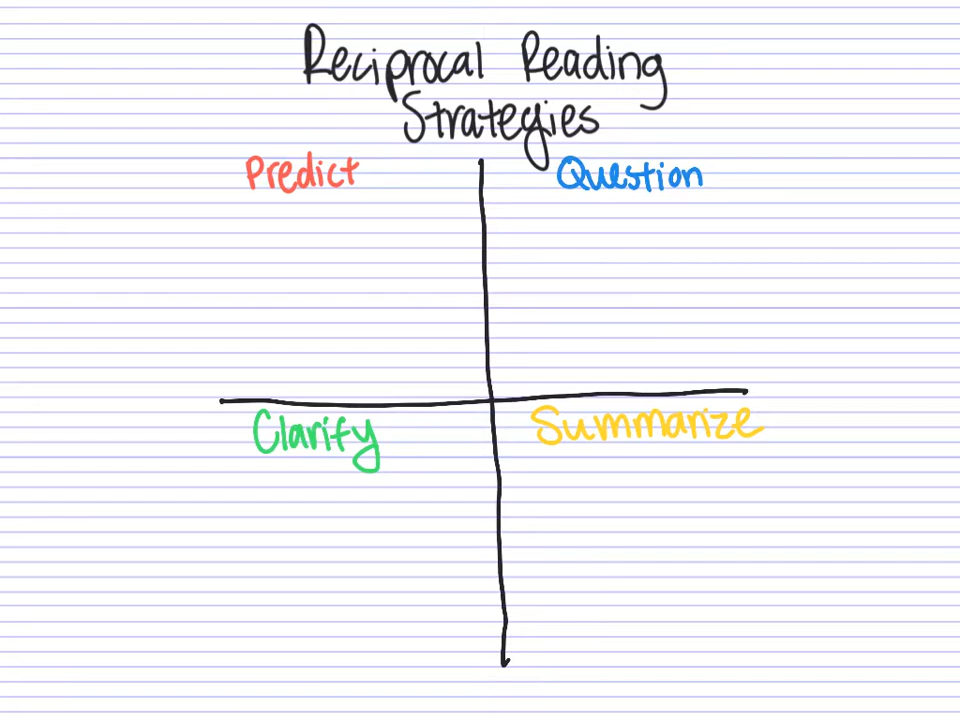 Reciprocal Reading
Strategies
Predict
Question
Clarify
Summarize